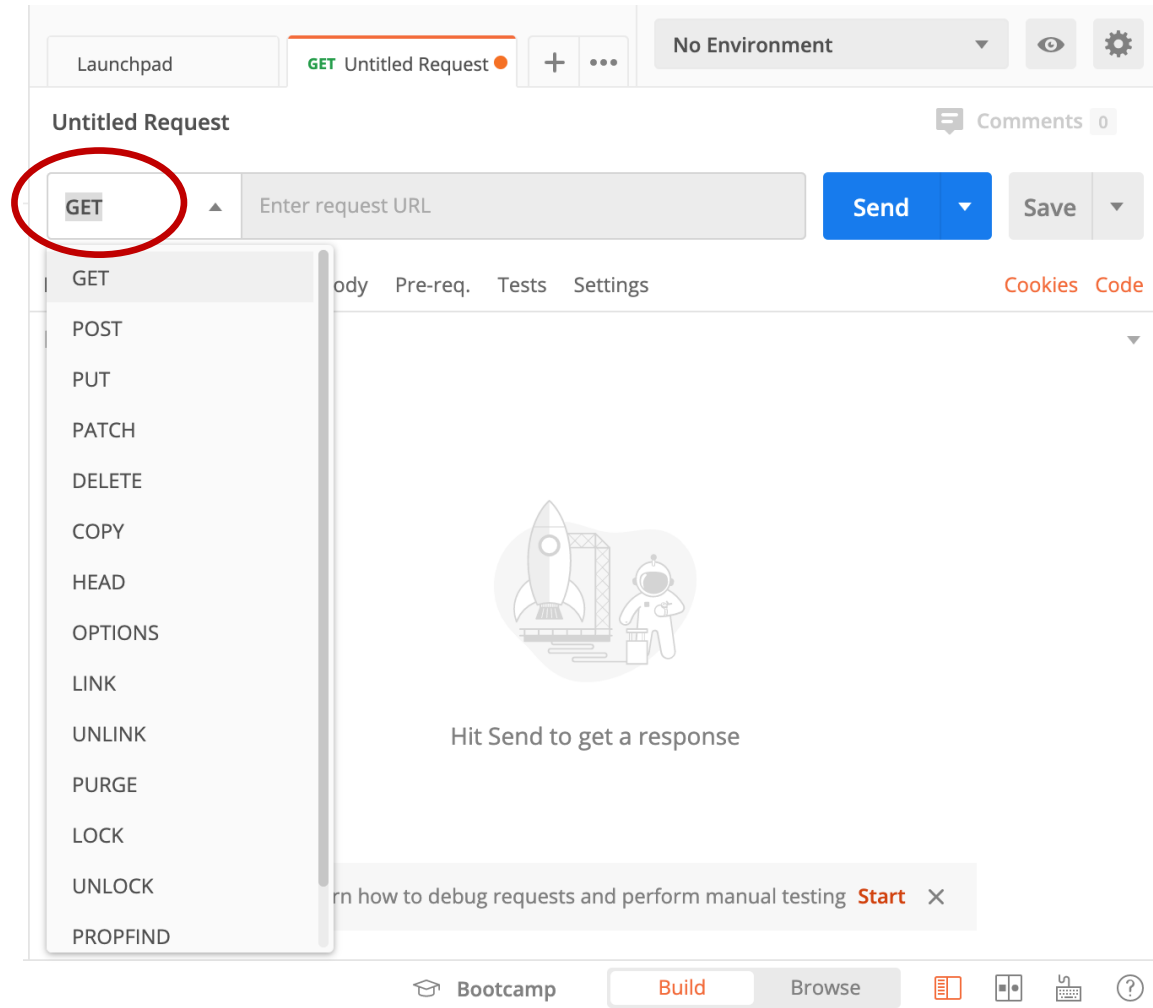 Launchpad
GET Untitled Request
No Environment
Untitled Request
Comments 0
GET
Enter request URL
Send
Save
GET
POST
PUT
PATCH
DELETE
COPY
HEAD
OPTIONS
LINK
UNLINK
PURGE
LOCK
UNLOCK
PROPFIND
ody Pre-req. Tests Settings
Cookies Code
Hit Send to get a response
rn how to debug requests and perform manual testing Start
Bootcamp
Build
Browse